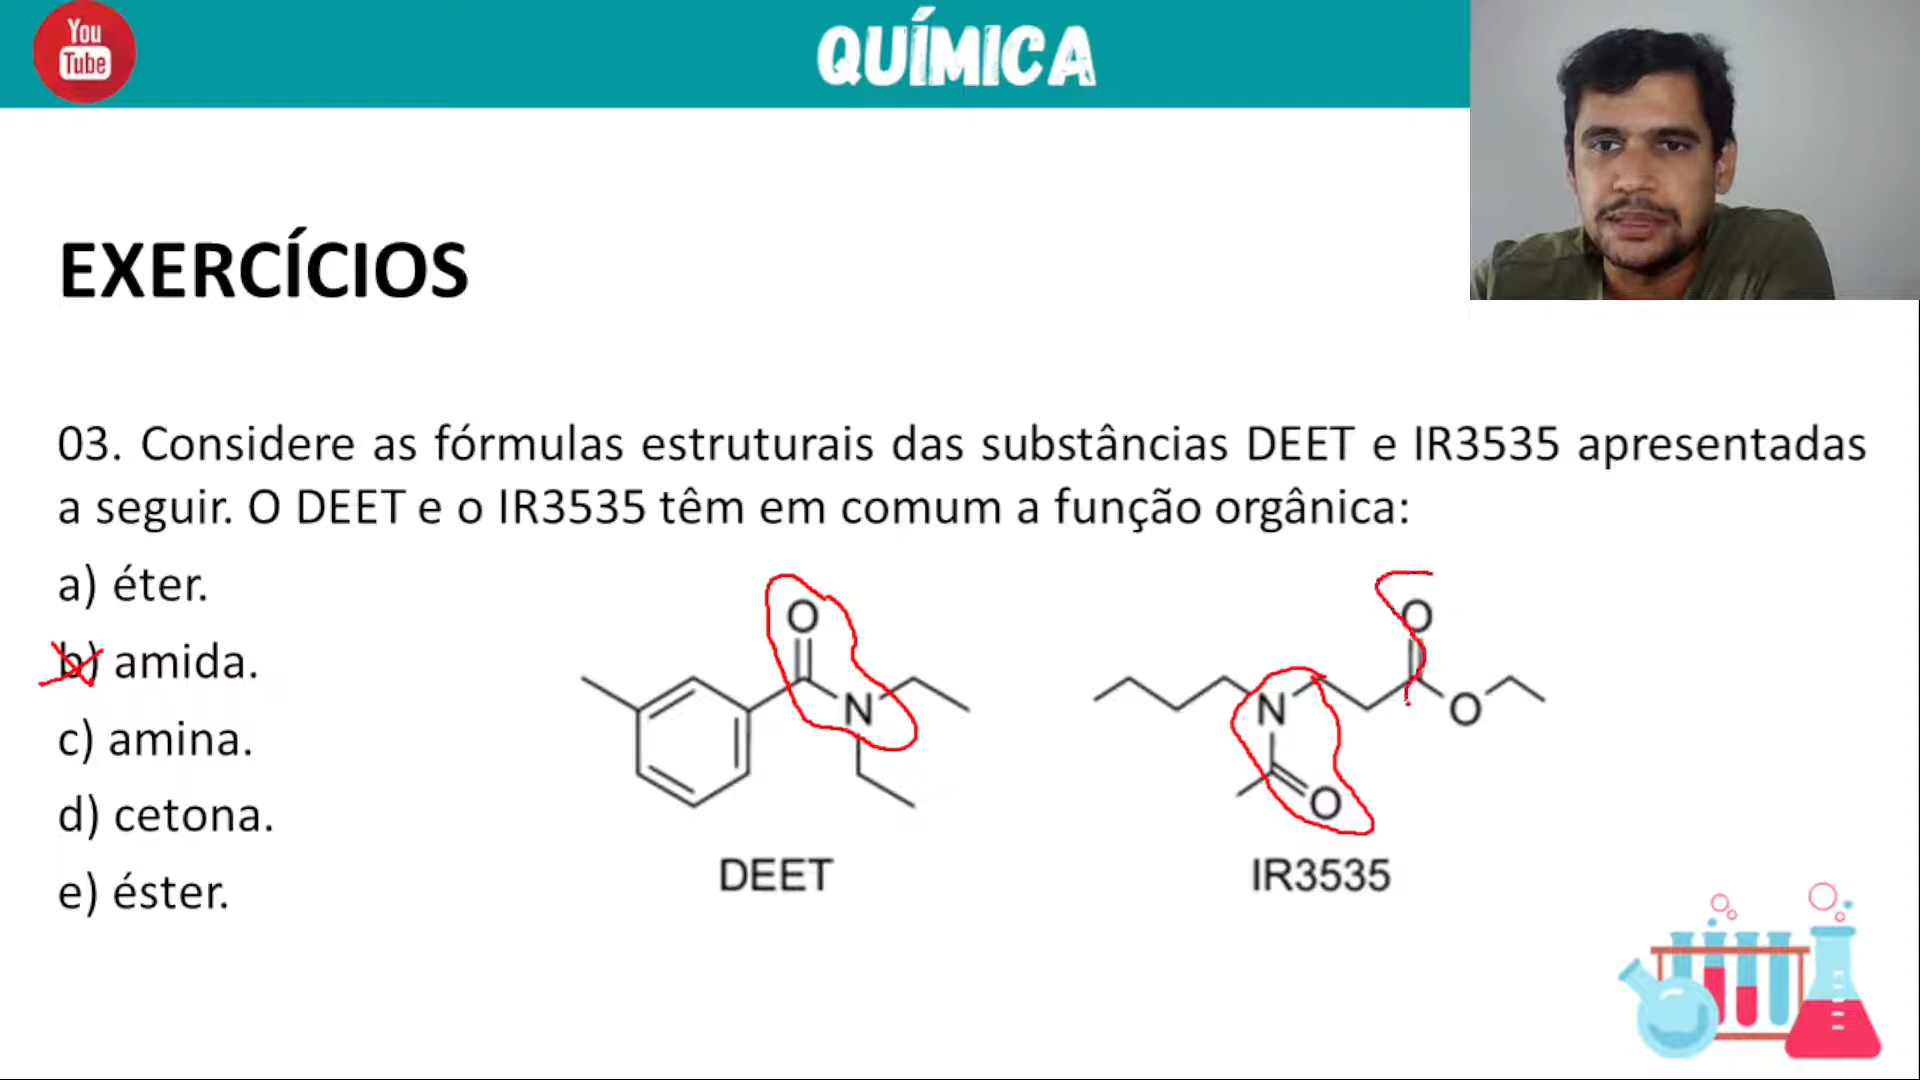 You
Tube
QUÍMICA
EXERCÍCIOS
03. Considere as fórmulas estruturais das substâncias DEET e IR3535 apresentadas
a seguir. O DEET e o IR3535 têm em comum a função orgânica:
a) éter.
b) amida.
c) amina.
d) cetona.
e) éster.
O
N
DEET
O
N
O
O
IR3535